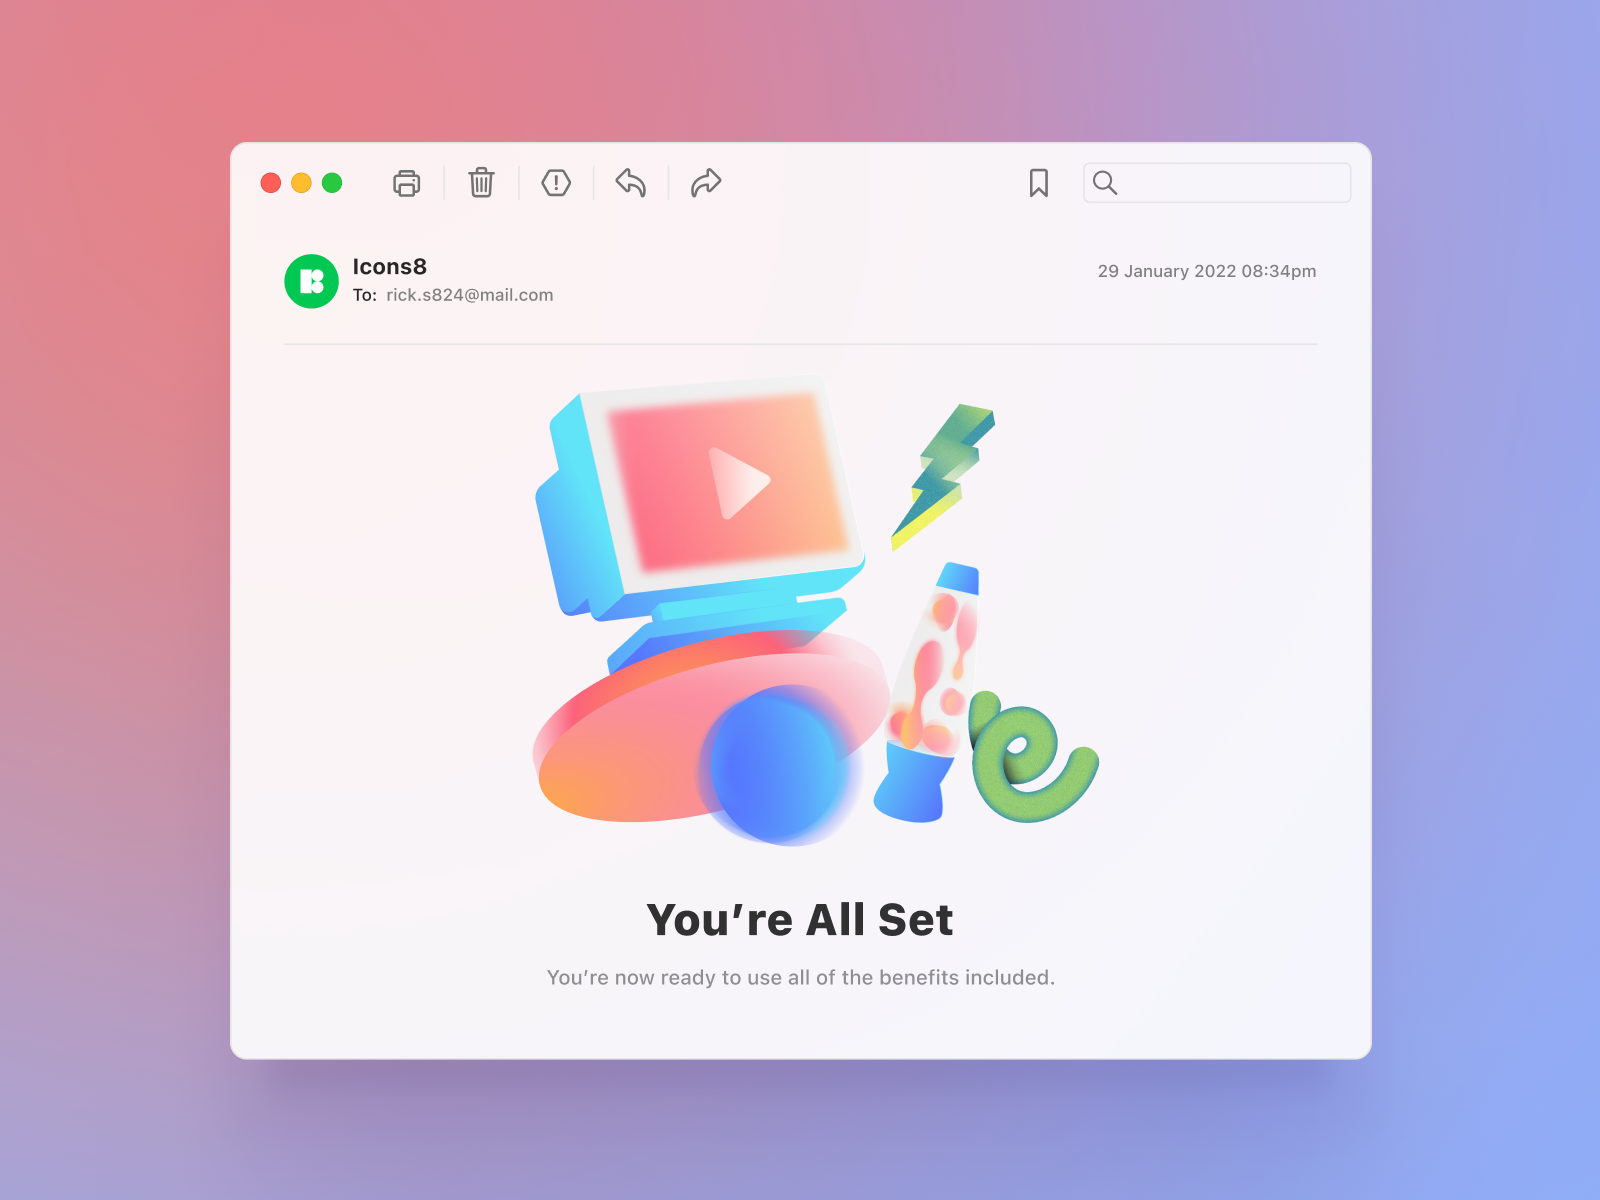 Icons8
29 January 2022 08:34pm
To: rick.s824@mail.com
You’re All Set
You’re now ready to use all of the benefits included.